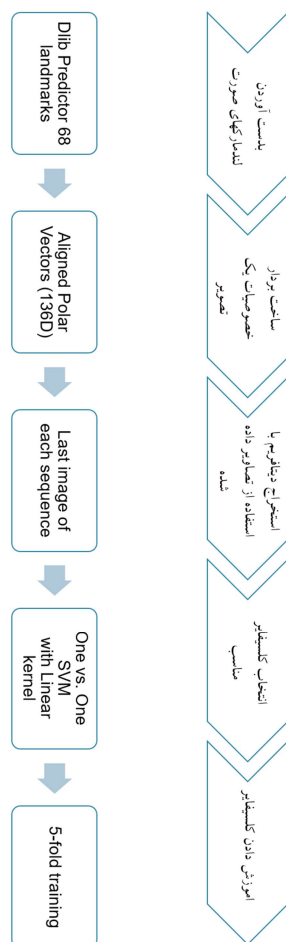 بدست آوردن
لندمارکهای صورت
ساخت بردار
خصوصیات یک
تصویر
استخراج دیتافریم با
استفاده از تصاویر داده
شده
انتخاب کلسیفایر
مناسب
اموزش دادن کلسیفایر
Dlib Predictor 68
landmarks
Aligned Polar
Vectors (136D)
Last image of
each sequence
One vs. One
SVM
with Linear
kernel
5-fold training